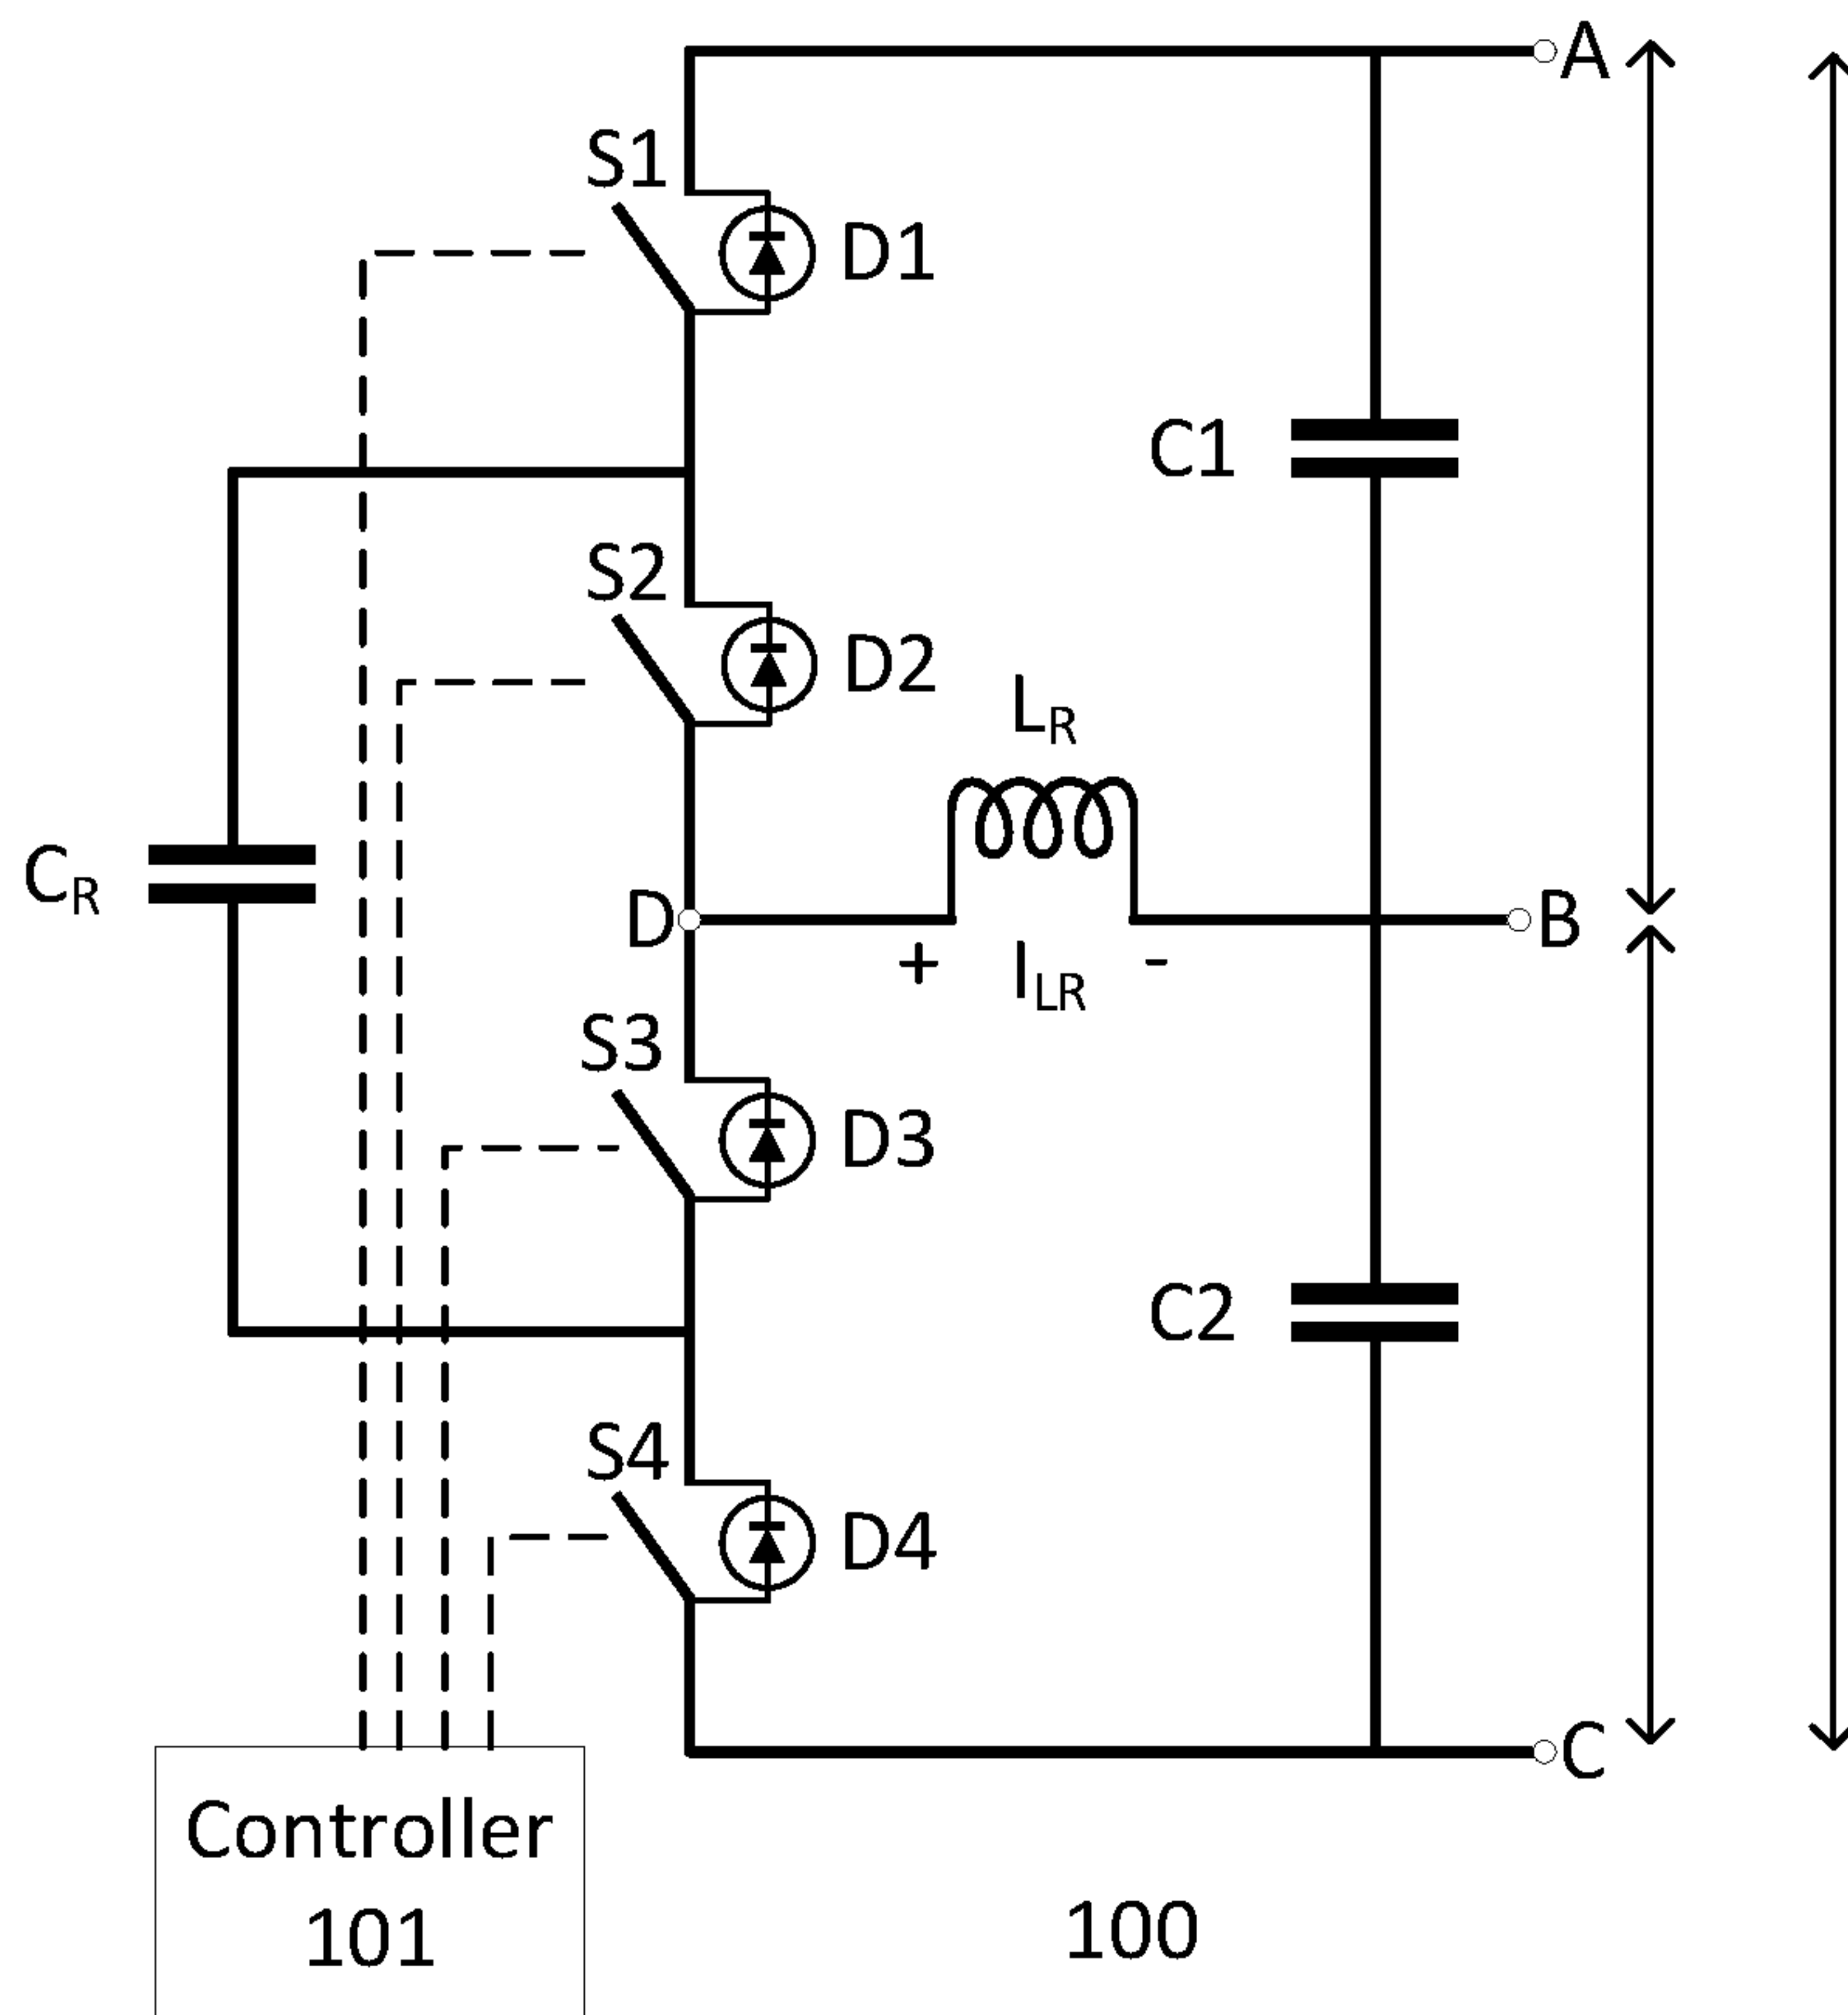 A
S1
D1
C1
S2
D2
LR
CR
D
B
+ ILR -
S3
D3
C2
S4
D4
C
Controller
101
100